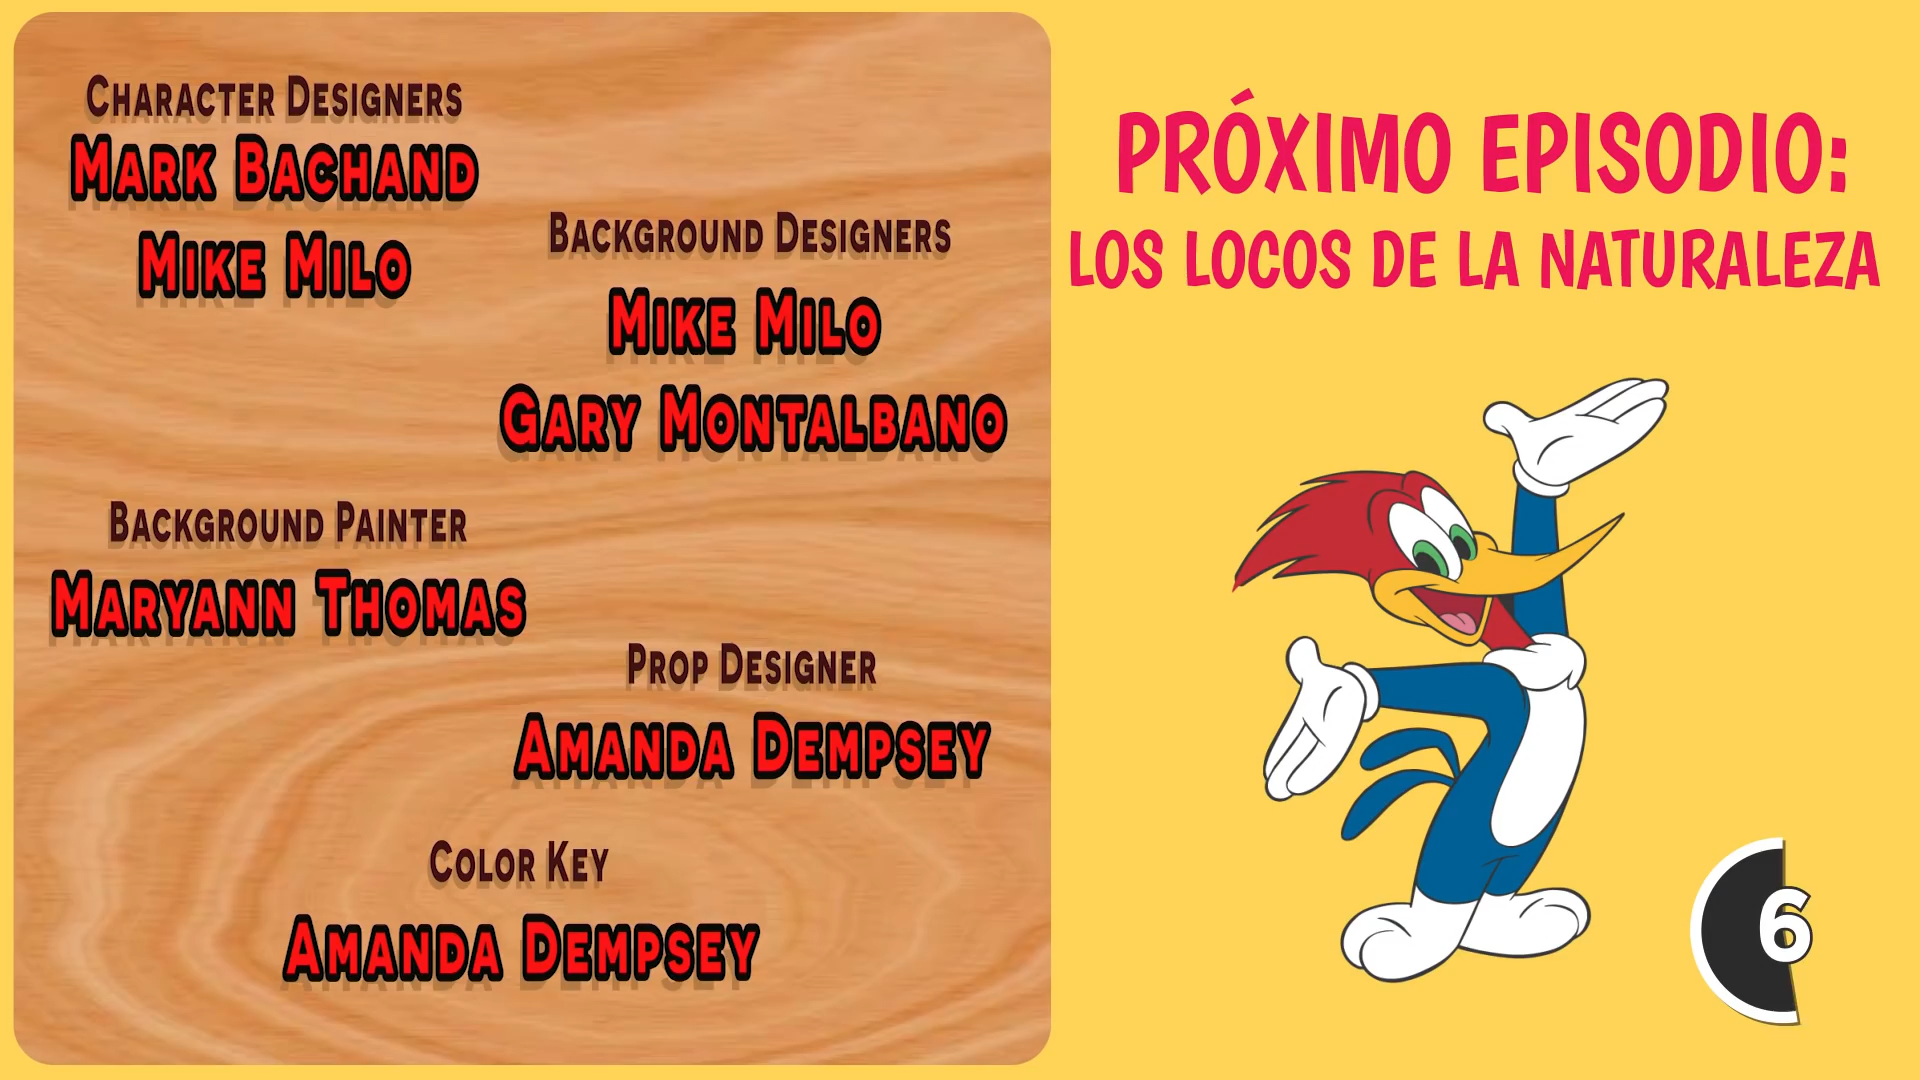 Character Designers
Mark Bachand
Mike Milo
Background Designers
Mike Milo
Gary Montalbano
Background Painter
Maryann Thomas
Prop Designer
Amanda Dempsey
Color Key
Amanda Dempsey
PRÓXIMO EPISODIO:
LOS LOCOS DE LA NATURALEZA
6